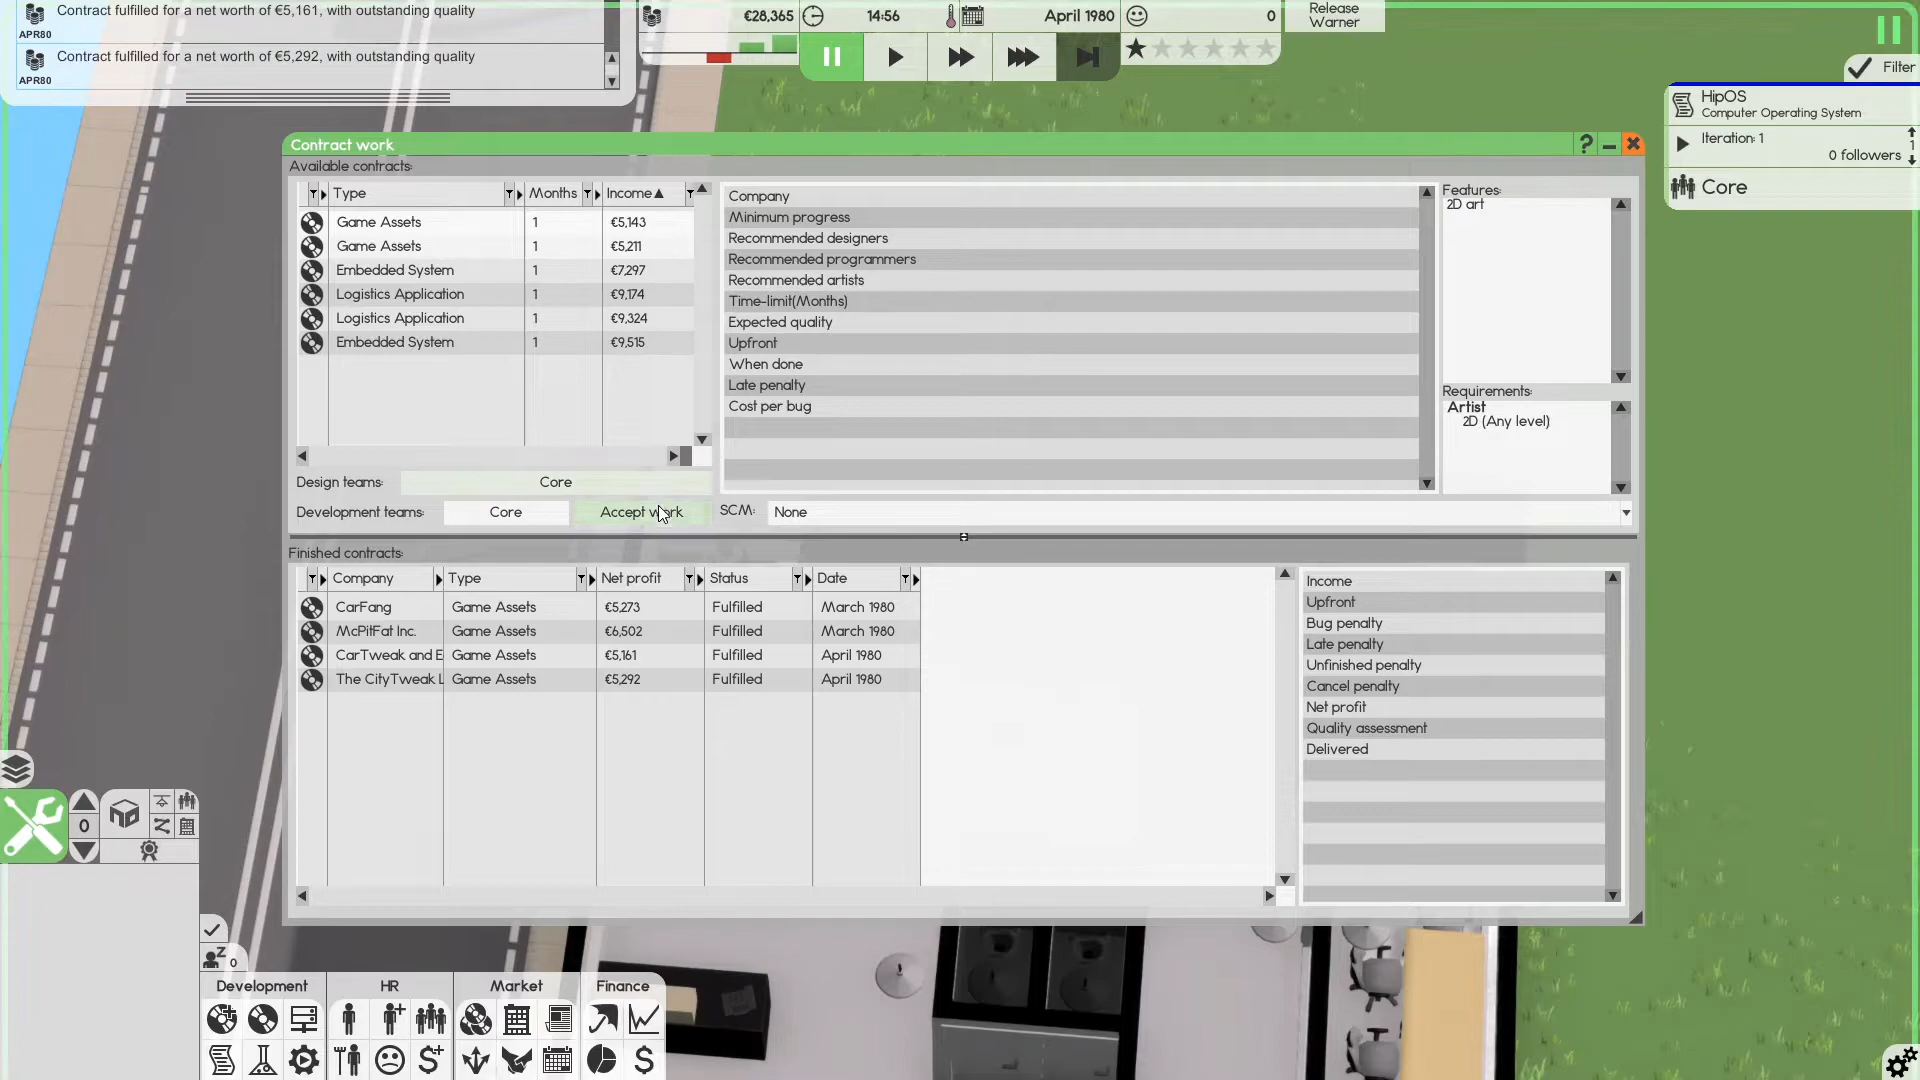 Contract fulfilled for a net worth of €5,161, with outstanding quality
APR80
Contract fulfilled for a net worth of €5,292, with outstanding quality
APR80
€28,365
14:56
April 1980
0
Release
Warner
Filter
HipOS
Computer Operating System
Iteration: 1
1
0 followers
Core
Contract work
?
Available contracts:
Type Months Income
Game Assets 1 €5,143
Game Assets 1 €5,211
Embedded System 1 €7,297
Logistics Application 1 €9,174
Logistics Application 1 €9,324
Embedded System 1 €9,515
Design teams: Core
Development teams: Core Accept work
Company
Minimum progress
Recommended designers
Recommended programmers
Recommended artists
Time-limit(Months)
Expected quality
Upfront
When done
Late penalty
Cost per bug
SCM: None
Features:
2D art
Requirements:
Artist
2D (Any level)
Finished contracts:
Company Type Net profit Status Date
CarFang Game Assets €5,273 Fulfilled March 1980
McPitFat Inc. Game Assets €6,502 Fulfilled March 1980
CarTweak and E Game Assets €5,161 Fulfilled April 1980
The CityTweak L Game Assets €5,292 Fulfilled April 1980
Income
Upfront
Bug penalty
Late penalty
Unfinished penalty
Cancel penalty
Net profit
Quality assessment
Delivered
0
z
0
Development HR Market Finance